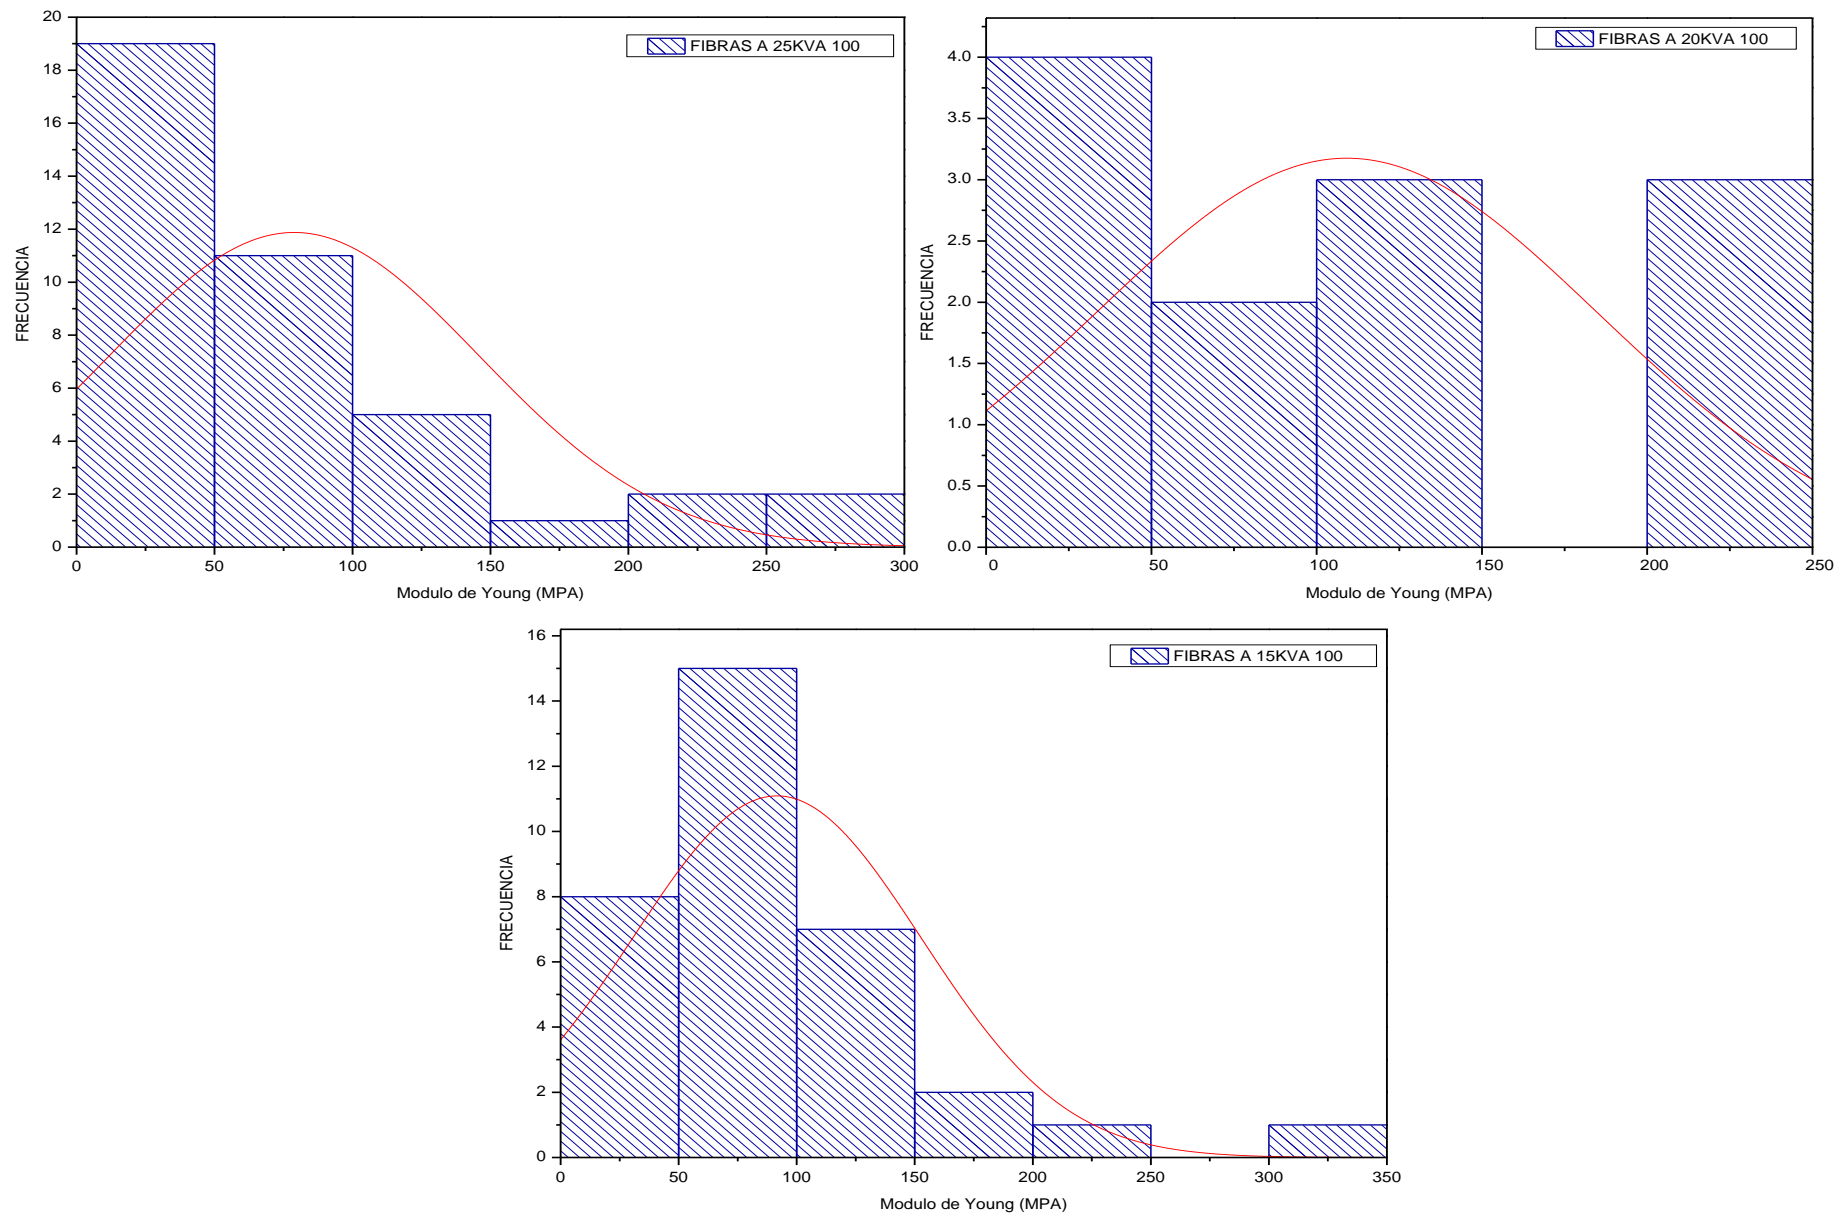 FIBRAS A 25KVA 100
20
18
16
14
12
10
8
6
4
2
0
FRECUENCIA
0 50 100 150 200 250 300
Modulo de Young (MPA)
FIBRAS A 20KVA 100
4.0
3.5
3.0
2.5
2.0
1.5
1.0
0.5
0.0
FRECUENCIA
0 50 100 150 200 250
Modulo de Young (MPA)
FIBRAS A 15KVA 100
16
14
12
10
8
6
4
2
0
FRECUENCIA
0 50 100 150 200 250 300 350
Modulo de Young (MPA)